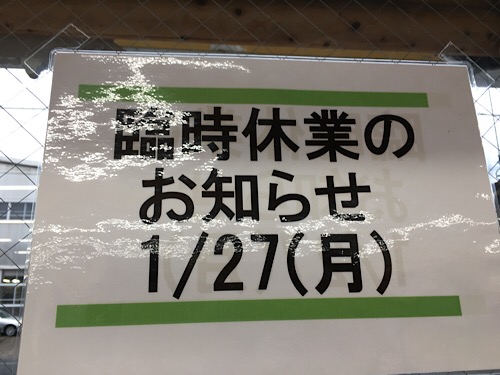 臨時休業の
お知らせ
1/27(月)